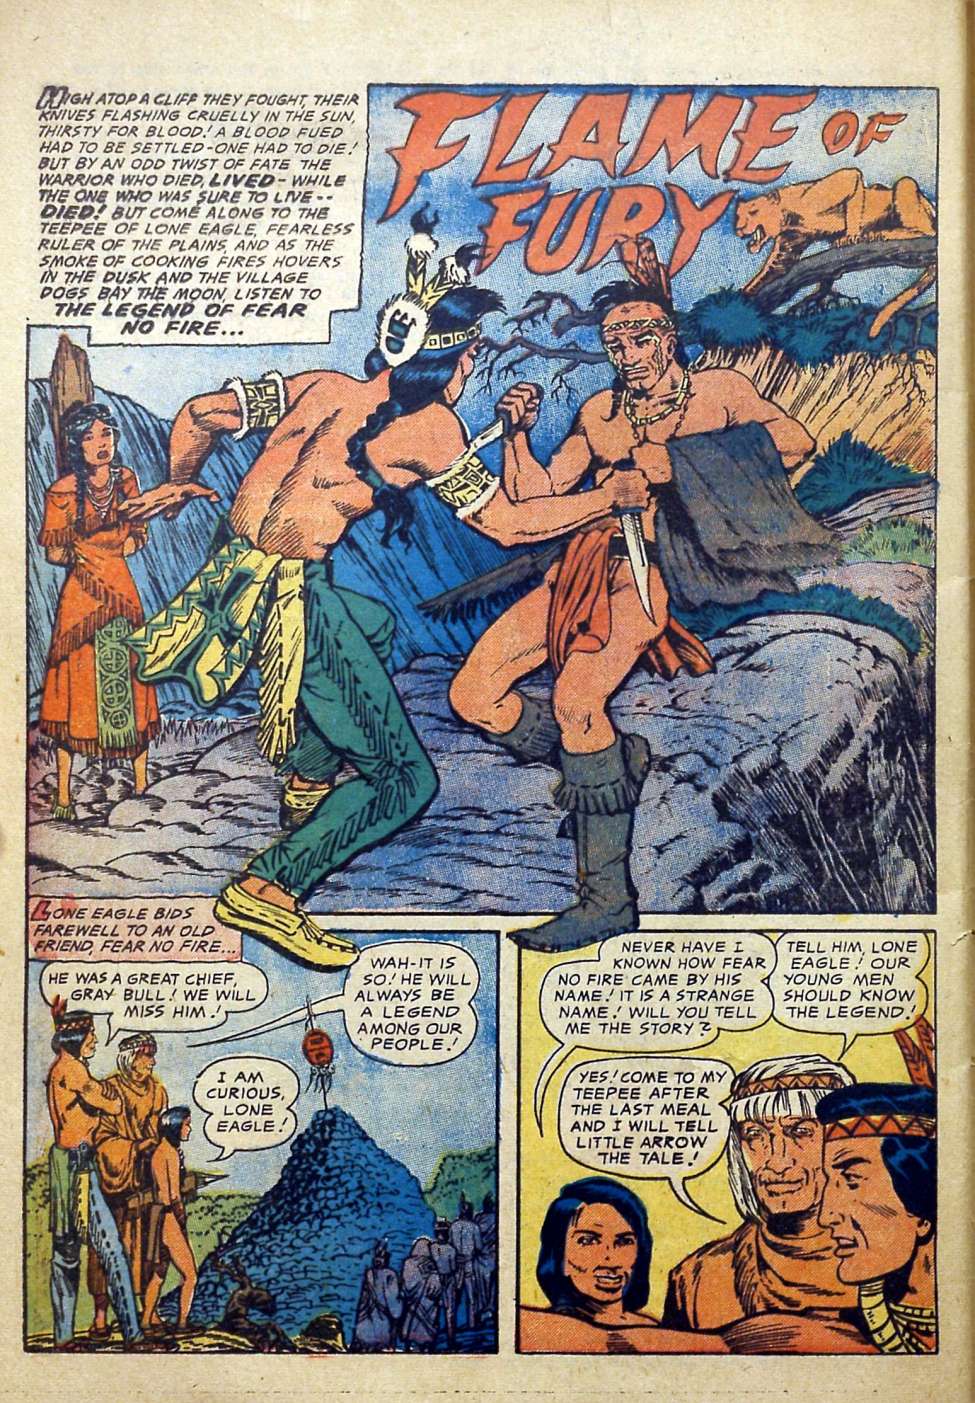 HIGH ATOP A CLIFF THEY FOUGHT, THEIR
KNIVES FLASHING CRUELLY IN THE SUN,
THIRSTY FOR BLOOD! A BLOOD FUED
HAD TO BE SETTLED - ONE HAD TO DIE!
BUT BY AN ODD TWIST OF FATE THE
WARRIOR WHO DIED, LIVED - WHILE
THE ONE WHO WAS SURE TO LIVE --
DIED! BUT COME ALONG TO THE
TEEPEE OF LONE EAGLE, FEARLESS
RULER OF THE PLAINS, AND AS THE
SMOKE OF COOKING FIRES HOVERS
IN THE DUSK AND THE VILLAGE
DOGS BAY THE MOON, LISTEN TO
THE LEGEND OF FEAR
NO FIRE...
FLAME OF
FURY
LONE EAGLE BIDS
FAREWELL TO AN OLD
FRIEND, FEAR NO FIRE...
HE WAS A GREAT CHIEF,
GRAY BULL! WE WILL
MISS HIM!
WAH-IT IS
SO! HE WILL
ALWAYS BE
A LEGEND
AMONG OUR
PEOPLE!
I AM
CURIOUS,
LONE
EAGLE!
NEVER HAVE I
KNOWN HOW FEAR
NO FIRE CAME BY HIS
NAME! IT IS A STRANGE
NAME! WILL YOU TELL
ME THE STORY?
TELL HIM, LONE
EAGLE! OUR
YOUNG MEN
SHOULD KNOW
THE LEGEND!
YES! COME TO MY
TEEPEE AFTER
THE LAST MEAL
AND I WILL TELL
LITTLE ARROW
THE TALE!